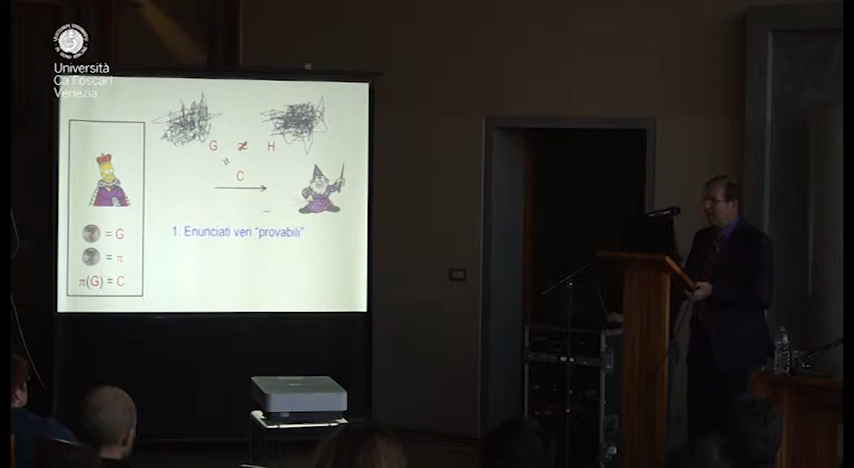 Università
Ca' Foscari
Venezia
G ≇ H
≅
C
= G
= π
π(G) = C
1. Enunciati veri "provabili"